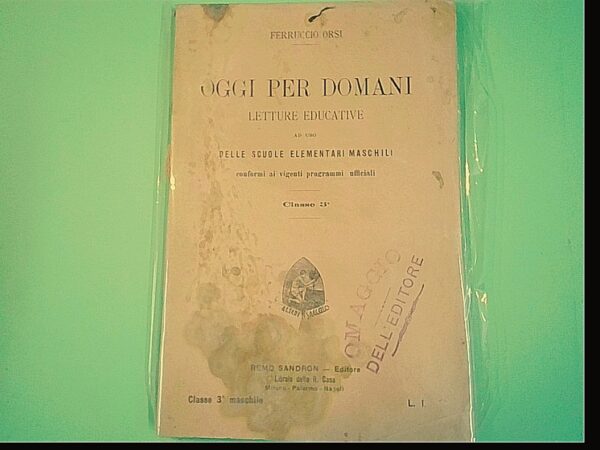 FERRUCCIO ORSI
OGGI PER DOMANI
LETTURE EDUCATIVE
AD USO
DELLE SCUOLE ELEMENTARI MASCHILI
conformi ai vigenti programmi ufficiali
Classe 3ª
OMAGGIO
DELL'EDITORE
REMO SANDRON — Editore
Libraio della R. Casa
Milano - Palermo - Napoli
Classe 3ª maschile
L. 1.